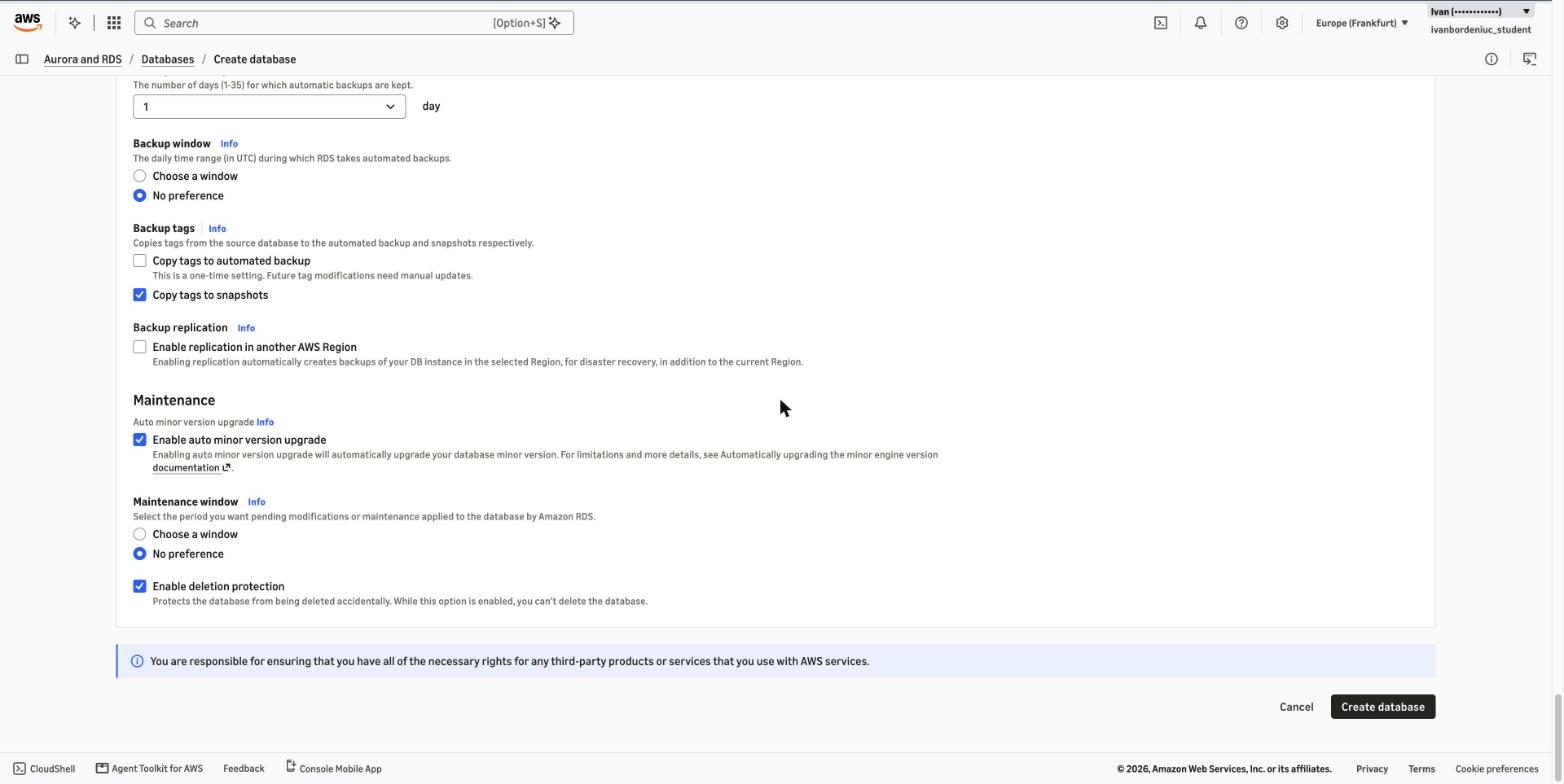 aws
Search [Option+S]
Europe (Frankfurt)
Ivan (············)
ivanbordeniuc_student
Aurora and RDS / Databases / Create database
The number of days (1-35) for which automatic backups are kept.
1 day
Backup window Info
The daily time range (in UTC) during which RDS takes automated backups.
Choose a window
No preference
Backup tags Info
Copies tags from the source database to the automated backup and snapshots respectively.
Copy tags to automated backup
This is a one-time setting. Future tag modifications need manual updates.
Copy tags to snapshots
Backup replication Info
Enable replication in another AWS Region
Enabling replication automatically creates backups of your DB instance in the selected Region, for disaster recovery, in addition to the current Region.
Maintenance
Auto minor version upgrade Info
Enable auto minor version upgrade
Enabling auto minor version upgrade will automatically upgrade your database minor version. For limitations and more details, see Automatically upgrading the minor engine version
documentation .
Maintenance window Info
Select the period you want pending modifications or maintenance applied to the database by Amazon RDS.
Choose a window
No preference
Enable deletion protection
Protects the database from being deleted accidentally. While this option is enabled, you can't delete the database.
You are responsible for ensuring that you have all of the necessary rights for any third-party products or services that you use with AWS services.
Cancel Create database
CloudShell Agent Toolkit for AWS Feedback Console Mobile App © 2026, Amazon Web Services, Inc. or its affiliates. Privacy Terms Cookie preferences